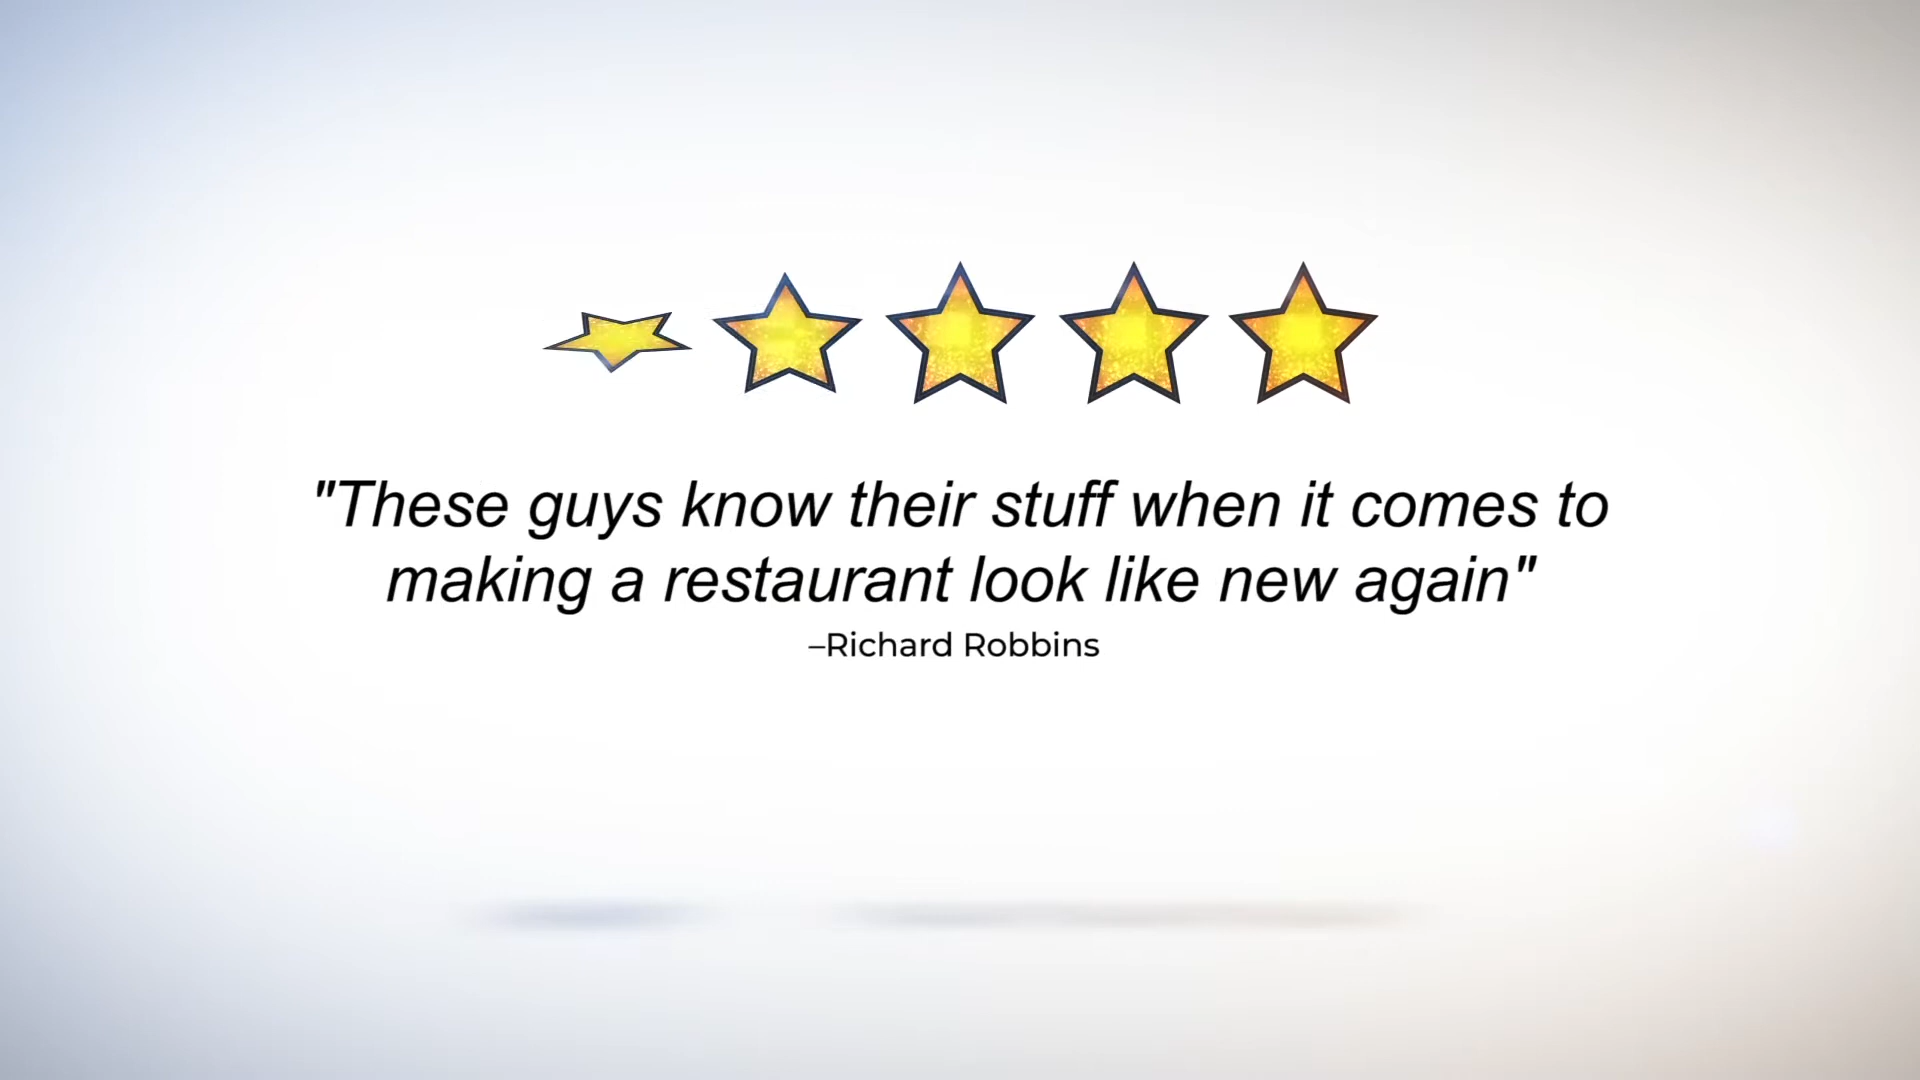 "These guys know their stuff when it comes to
making a restaurant look like new again"
–Richard Robbins